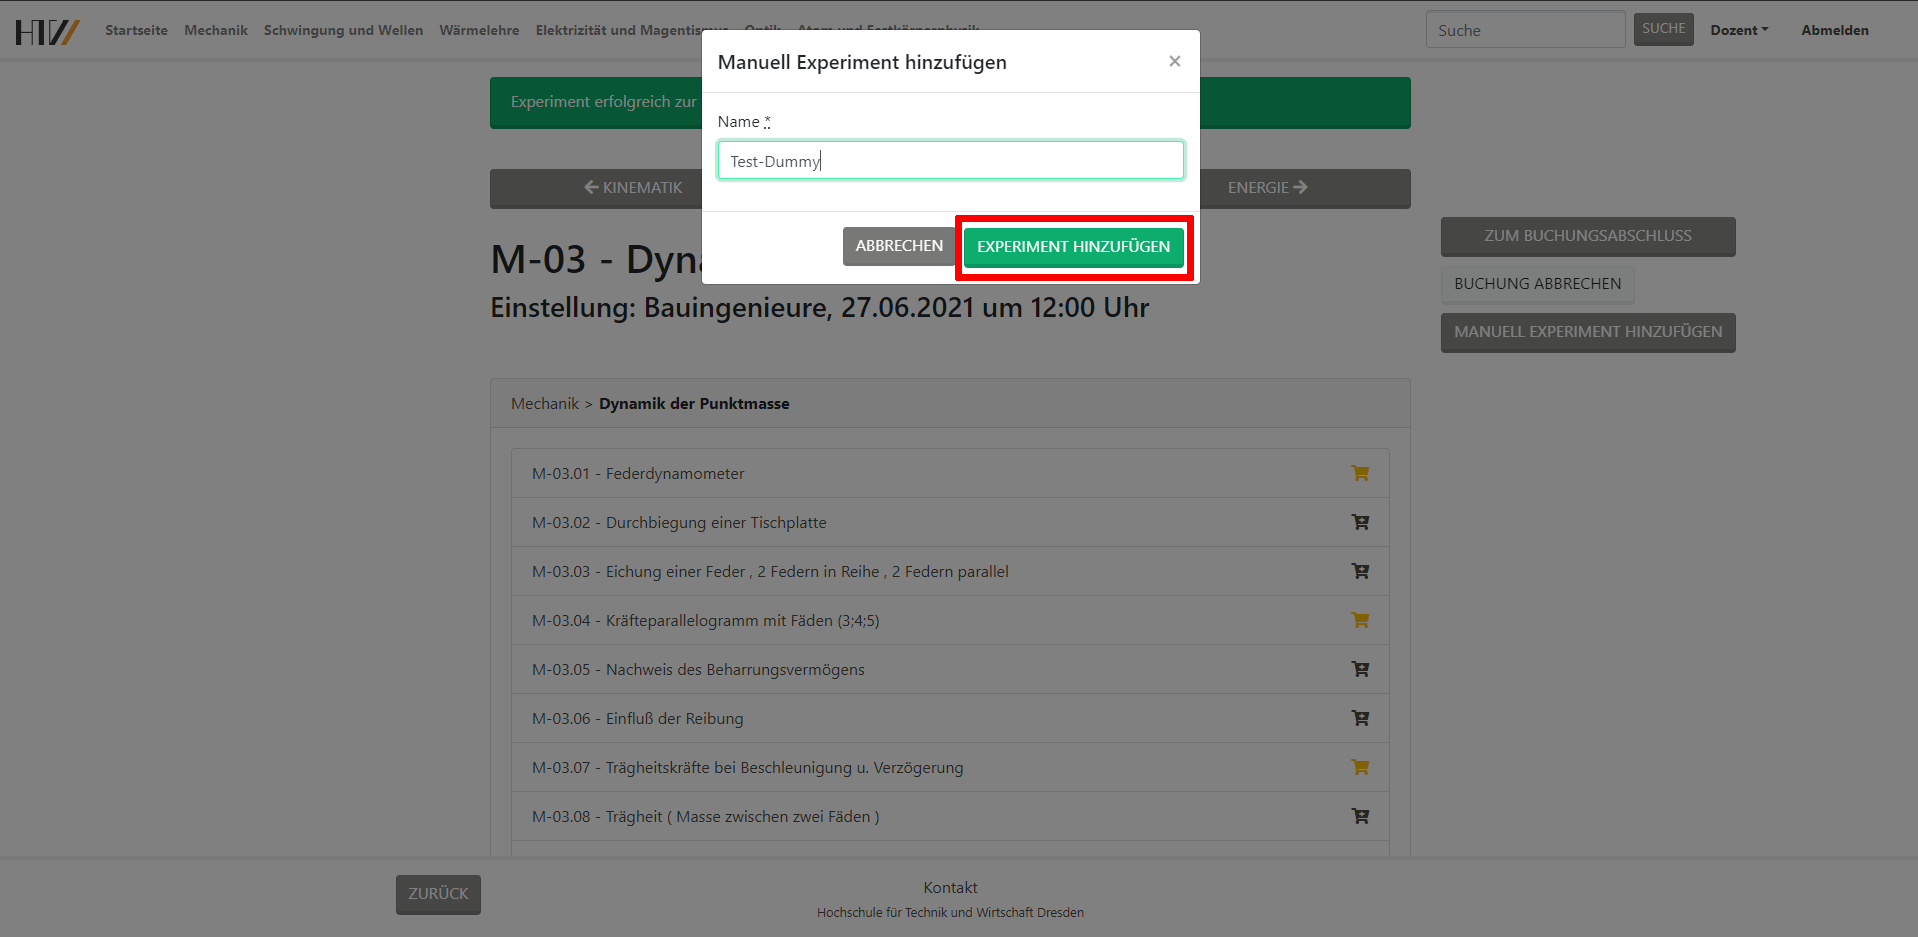 HTW
Startseite Mechanik Schwingung und Wellen Wärmelehre Elektrizität und Magentismus Optik Atom und Festkörperphysik
Suche SUCHE Dozent Abmelden
Manuell Experiment hinzufügen ×
Experiment erfolgreich zur
Name *
Test-Dummy
← KINEMATIK
ENERGIE →
ABBRECHEN EXPERIMENT HINZUFÜGEN
ZUM BUCHUNGSABSCHLUSS
BUCHUNG ABBRECHEN
MANUELL EXPERIMENT HINZUFÜGEN
M-03 - Dyn
Einstellung: Bauingenieure, 27.06.2021 um 12:00 Uhr
Mechanik > Dynamik der Punktmasse
M-03.01 - Federdynamometer
M-03.02 - Durchbiegung einer Tischplatte
M-03.03 - Eichung einer Feder , 2 Federn in Reihe , 2 Federn parallel
M-03.04 - Kräfteparallelogramm mit Fäden (3;4;5)
M-03.05 - Nachweis des Beharrungsvermögens
M-03.06 - Einfluß der Reibung
M-03.07 - Trägheitskräfte bei Beschleunigung u. Verzögerung
M-03.08 - Trägheit ( Masse zwischen zwei Fäden )
ZURÜCK
Kontakt
Hochschule für Technik und Wirtschaft Dresden